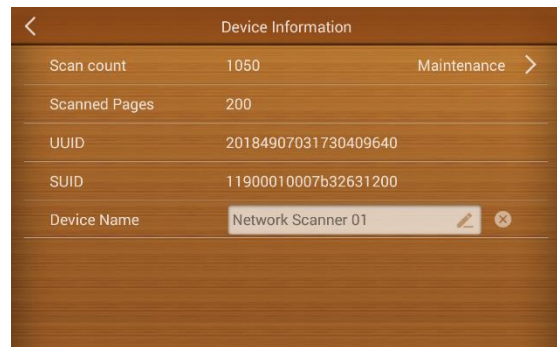 Device Information
Scan count 1050 Maintenance
Scanned Pages 200
UUID 20184907031730409640
SUID 11900010007b32631200
Device Name Network Scanner 01